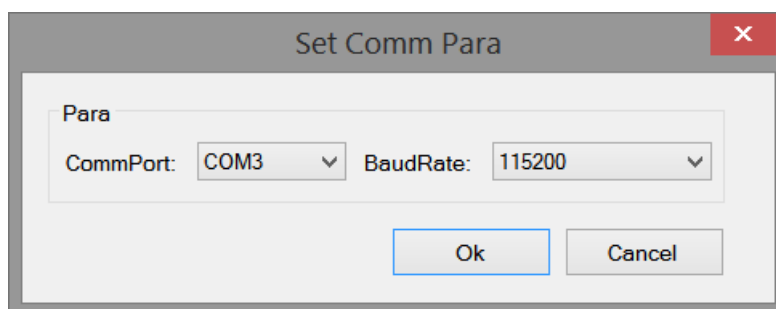 Set Comm Para
x
Para
CommPort: COM3 BaudRate: 115200
Ok Cancel